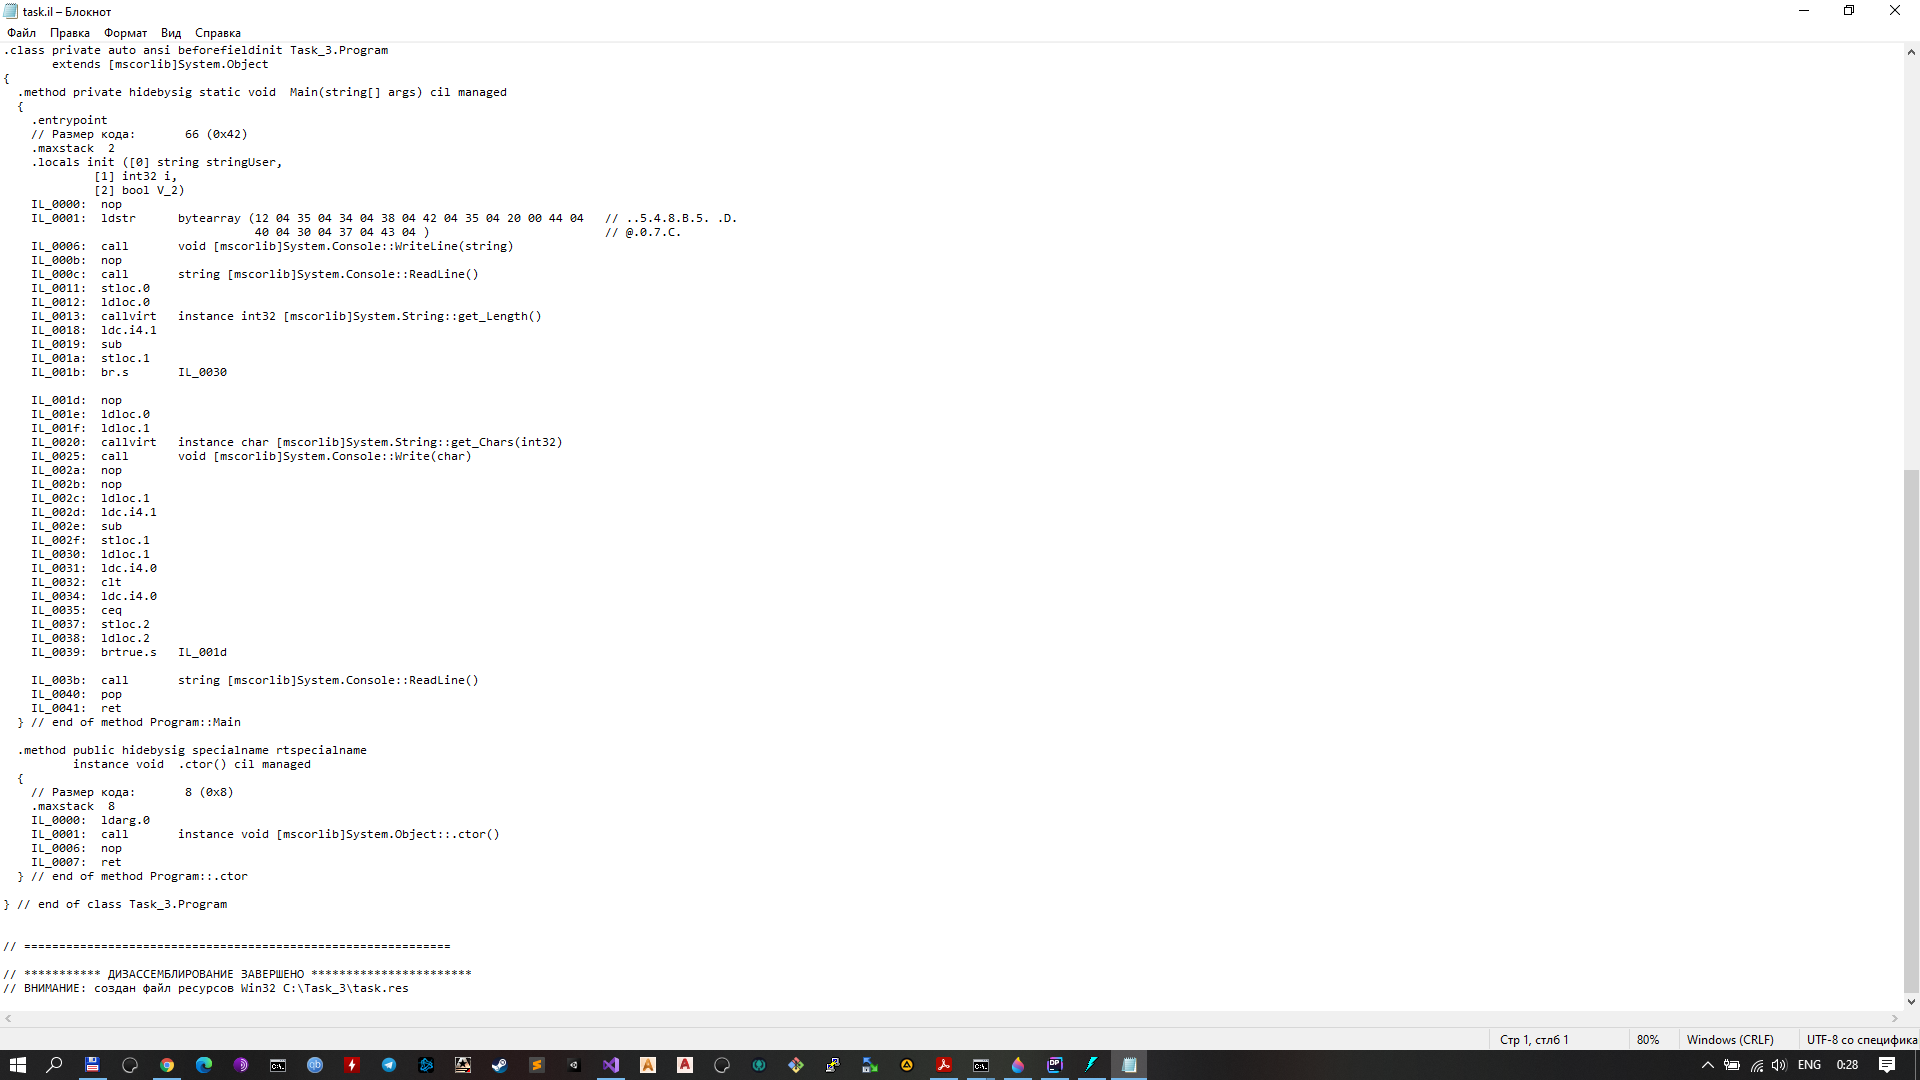 task.il – Блокнот
Файл Правка Формат Вид Справка
.class private auto ansi beforefieldinit Task_3.Program
extends [mscorlib]System.Object
{
.method private hidebysig static void  Main(string[] args) cil managed
{
.entrypoint
// Размер кода:       66 (0x42)
.maxstack  2
.locals init ([0] string stringUser,
[1] int32 i,
[2] bool V_2)
IL_0000:  nop
IL_0001:  ldstr      bytearray (12 04 35 04 34 04 38 04 42 04 35 04 20 00 44 04   // ..5.4.8.B.5. .D.
40 04 30 04 37 04 43 04 )                         // @.0.7.C.
IL_0006:  call       void [mscorlib]System.Console::WriteLine(string)
IL_000b:  nop
IL_000c:  call       string [mscorlib]System.Console::ReadLine()
IL_0011:  stloc.0
IL_0012:  ldloc.0
IL_0013:  callvirt   instance int32 [mscorlib]System.String::get_Length()
IL_0018:  ldc.i4.1
IL_0019:  sub
IL_001a:  stloc.1
IL_001b:  br.s       IL_0030
IL_001d:  nop
IL_001e:  ldloc.0
IL_001f:  ldloc.1
IL_0020:  callvirt   instance char [mscorlib]System.String::get_Chars(int32)
IL_0025:  call       void [mscorlib]System.Console::Write(char)
IL_002a:  nop
IL_002b:  nop
IL_002c:  ldloc.1
IL_002d:  ldc.i4.1
IL_002e:  sub
IL_002f:  stloc.1
IL_0030:  ldloc.1
IL_0031:  ldc.i4.0
IL_0032:  clt
IL_0034:  ldc.i4.0
IL_0035:  ceq
IL_0037:  stloc.2
IL_0038:  ldloc.2
IL_0039:  brtrue.s   IL_001d
IL_003b:  call       string [mscorlib]System.Console::ReadLine()
IL_0040:  pop
IL_0041:  ret
} // end of method Program::Main
.method public hidebysig specialname rtspecialname
instance void  .ctor() cil managed
{
// Размер кода:       8 (0x8)
.maxstack  8
IL_0000:  ldarg.0
IL_0001:  call       instance void [mscorlib]System.Object::.ctor()
IL_0006:  nop
IL_0007:  ret
} // end of method Program::.ctor
} // end of class Task_3.Program
// =============================================================
// *********** ДИЗАССЕМБЛИРОВАНИЕ ЗАВЕРШЕНО ***********************
// ВНИМАНИЕ: создан файл ресурсов Win32 C:\Task_3\task.res
Стр 1, стлб 1 80% Windows (CRLF) UTF-8 со специфика
ENG 0:28